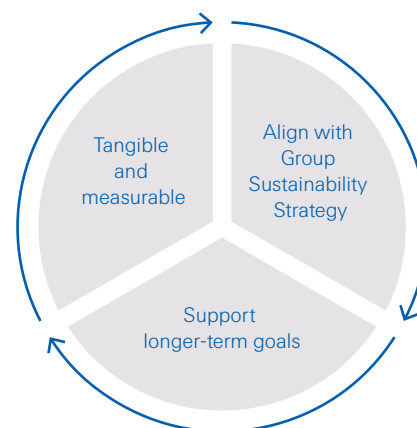 Tangible
and
measurable
Align with
Group
Sustainability
Strategy
Support
longer-term goals